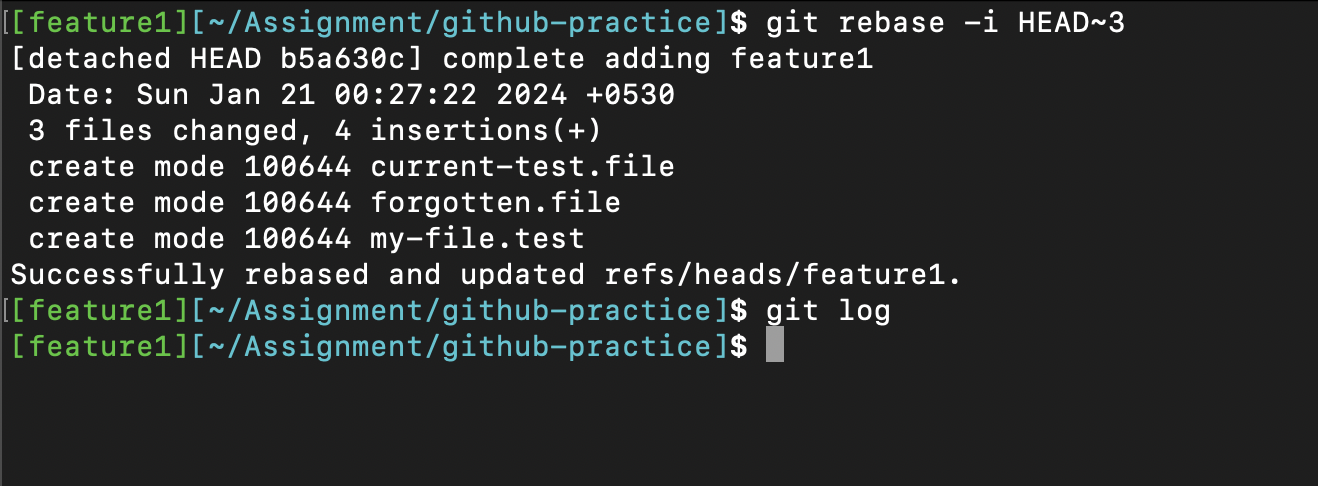 [[feature1][~/Assignment/github-practice]$ git rebase -i HEAD~3
[detached HEAD b5a630c] complete adding feature1
 Date: Sun Jan 21 00:27:22 2024 +0530
 3 files changed, 4 insertions(+)
 create mode 100644 current-test.file
 create mode 100644 forgotten.file
 create mode 100644 my-file.test
Successfully rebased and updated refs/heads/feature1.
[[feature1][~/Assignment/github-practice]$ git log
[feature1][~/Assignment/github-practice]$